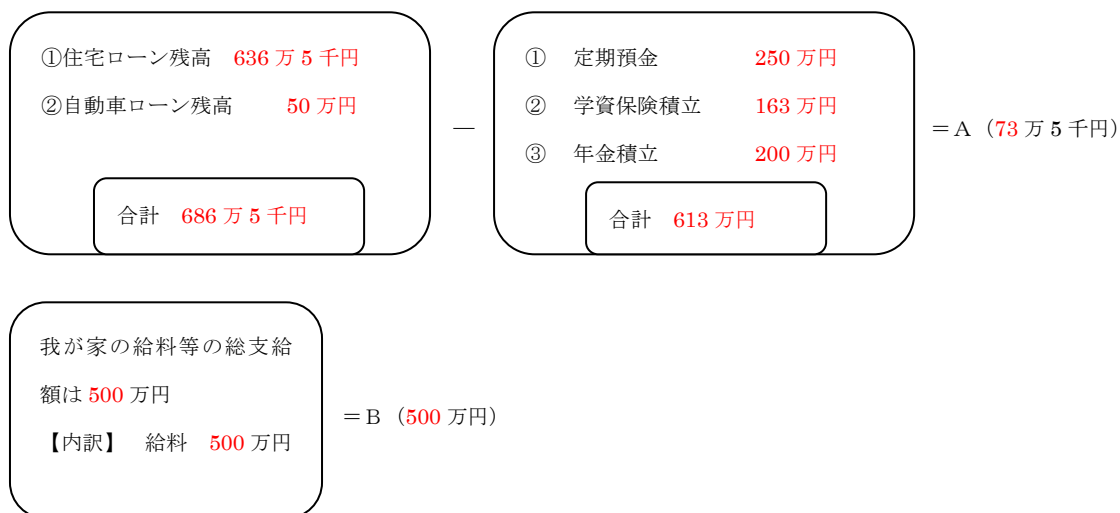 ①住宅ローン残高　636 万 5 千円
②自動車ローン残高　50 万円
合計　686 万 5 千円
－
①　定期預金　250 万円
②　学資保険積立　163 万円
③　年金積立　200 万円
合計　613 万円
＝A（73 万 5 千円）
我が家の給料等の総支給
額は 500 万円
【内訳】　給料　500 万円
＝B（500 万円）